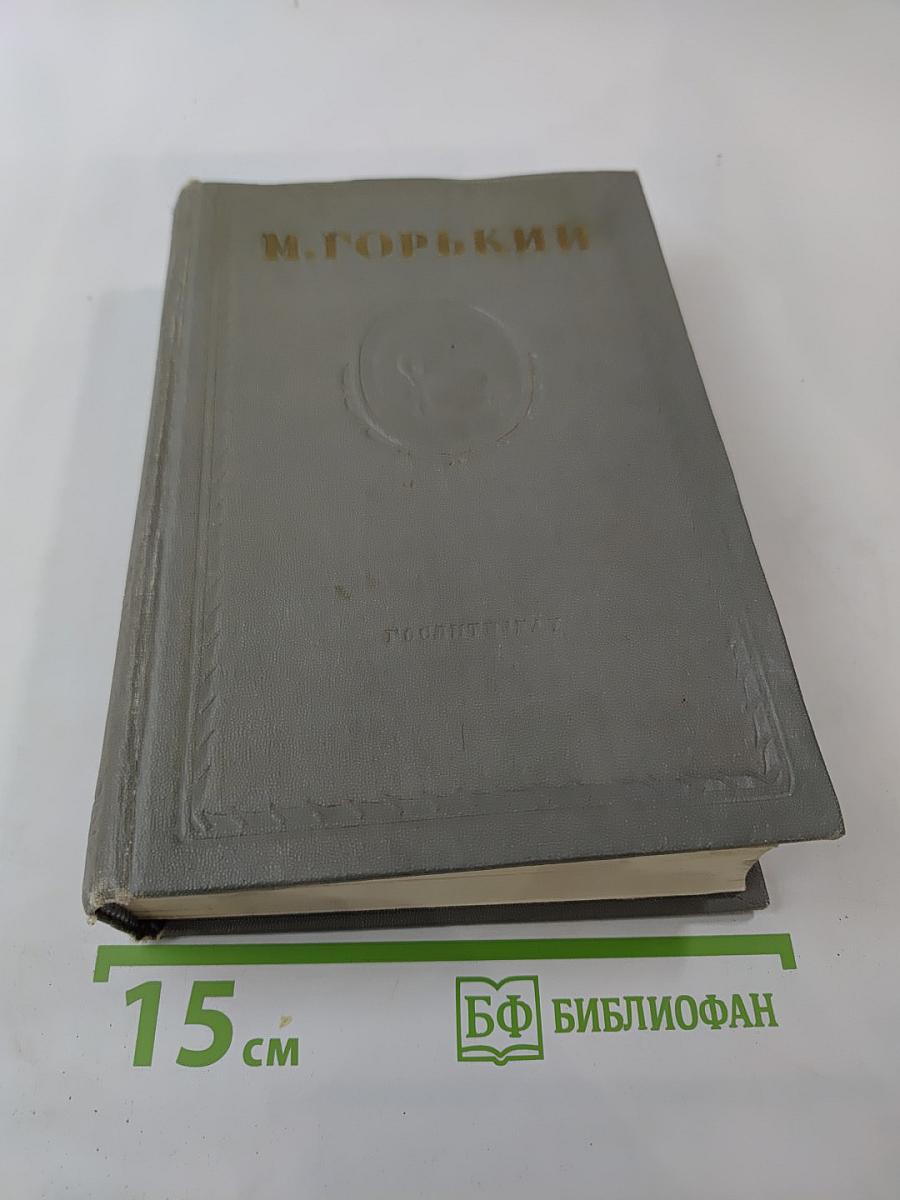 М.ГОРЬКИЙ
ГОСЛИТИЗДАТ
15 см
БФ БИБЛИОФАН